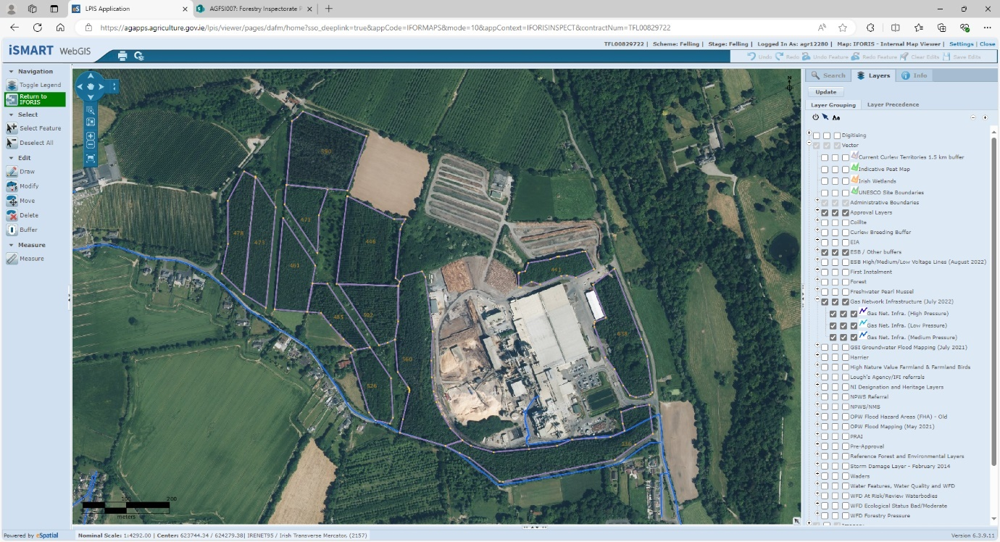 LPIS Application
AGFSI007: Forestry Inspectorate P
https://agapps.agriculture.gov.ie/lpis/viewer/pages/dafm/home?sso_deeplink=true&appCode=IFORMAPS&mode=10&appContext=IFORISINSPECT&contractNum=TFL00829722
iSMART WebGIS
TFL00829722 | Scheme: Felling | Stage: Felling | Logged In As: agr12280 | Map: IFORIS - Internal Map Viewer | Settings | Close
Undo Redo Undo Feature Redo Feature Clear Edits Save Edits
Navigation
Toggle Legend
Return to
IFORIS
Select
Select Feature
Deselect All
Edit
Draw
Modify
Move
Delete
Buffer
Measure
Measure
N
390
421
478
473
446
461
441
485
502
638
560
526
136
100 200
meters
Search Layers Info
Update
Layer Grouping Layer Precedence
Digitising
Vector
Current Curlew Territories 1.5 km buffer
Indicative Peat Map
Irish Wetlands
UNESCO Site Boundaries
Administrative Boundaries
Approval Layers
Coillte
Curlew Breeding Buffer
EIA
ESB / Other buffers
ESB High/Medium/Low Voltage Lines (August 2022)
First Instalment
Forest
Freshwater Pearl Mussel
Gas Network Infrastructure (July 2022)
Gas Net. Infra. (High Pressure)
Gas Net. Infra. (Low Pressure)
Gas Net. Infra. (Medium Pressure)
GSI Groundwater Flood Mapping (July 2021)
Harrier
High Nature Value Farmland & Farmland Birds
Lough's Agency/IFI referrals
NI Designation and Heritage Layers
NPWS Referral
NPWS/NMS
OPW Flood Hazard Areas (FHA) - Old
OPW Flood Mapping (May 2021)
PRAI
Pre-Approval
Reference Forest and Environmental Layers
Storm Damage Layer - February 2014
Waders
Water Features, Water Quality and WFD
WFD At Risk/Review Waterbodies
WFD Ecological Status Bad/Moderate
WFD Forestry Pressure
Powered by eSpatial
Nominal Scale: 1:4292.00 | Center: 623744.34 / 624279.38| IRENET95 / Irish Transverse Mercator, (2157)
Version 6.3.9.11